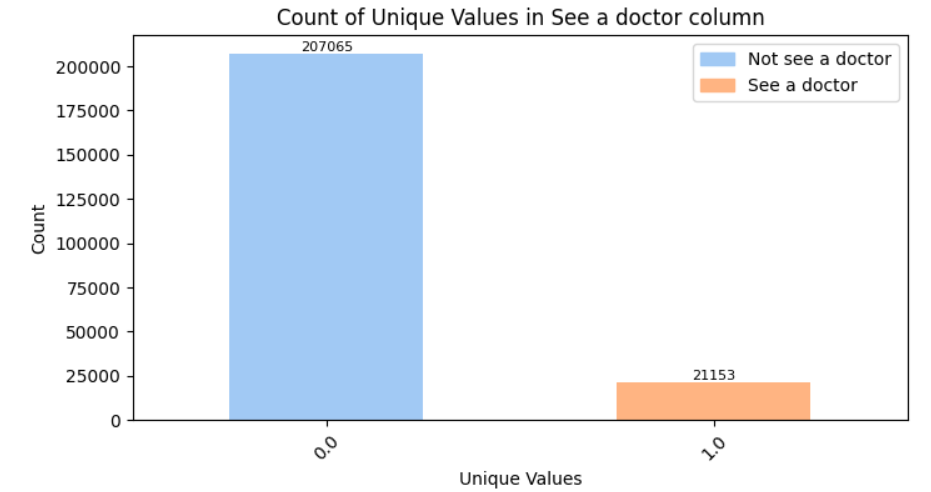 Count of Unique Values in See a doctor column
207065
Not see a doctor
See a doctor
200000
175000
150000
125000
100000
75000
50000
25000
0
Count
21153
0.0
1.0
Unique Values